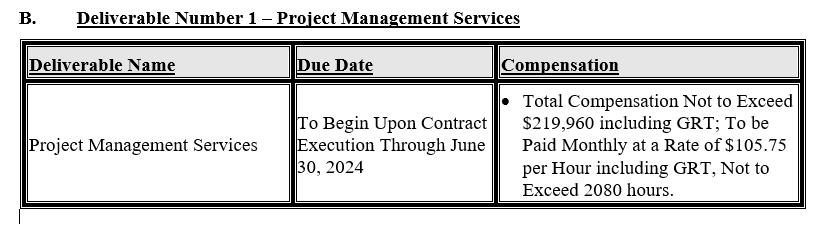 B. Deliverable Number 1 – Project Management Services
Deliverable Name
Due Date
Compensation
Project Management Services
To Begin Upon Contract
Execution Through June
30, 2024
• Total Compensation Not to Exceed
$219,960 including GRT; To be
Paid Monthly at a Rate of $105.75
per Hour including GRT, Not to
Exceed 2080 hours.